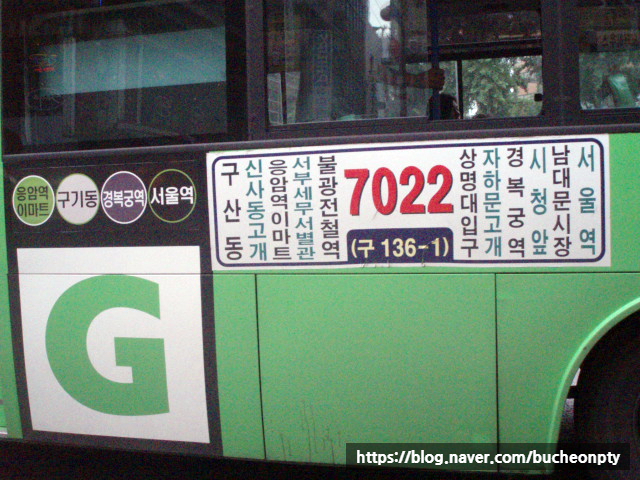 응암역
이마트
구기동
경복궁역
서울역
구산동
신사동고개
응암역이마트
서부세무서별관
불광전철역
7022
(구 136-1)
상명대입구
자하문고개
경복궁역
시청앞
남대문시장
서울역
G
https://blog.naver.com/bucheonpty